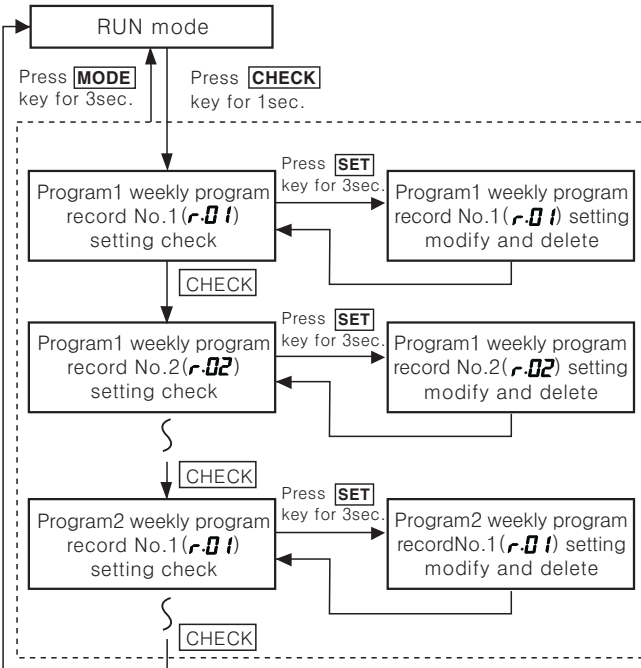 RUN mode
Press MODE
key for 3sec.
Press CHECK
key for 1sec.
Program1 weekly program
record No.1(r.01)
setting check
Press SET
key for 3sec.
Program1 weekly program
record No.1(r.01) setting
modify and delete
CHECK
Program1 weekly program
record No.2(r.02)
setting check
Press SET
key for 3sec.
Program1 weekly program
record No.2(r.02) setting
modify and delete
CHECK
Program2 weekly program
record No.1(r.01)
setting check
Press SET
key for 3sec.
Program2 weekly program
recordNo.1(r.01) setting
modify and delete
CHECK